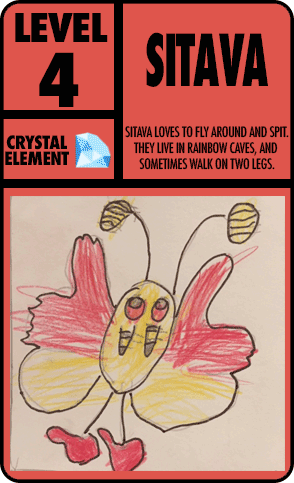 LEVEL
4
SITAVA
CRYSTAL
ELEMENT
SITAVA LOVES TO FLY AROUND AND SPIT.
THEY LIVE IN RAINBOW CAVES, AND
SOMETIMES WALK ON TWO LEGS.